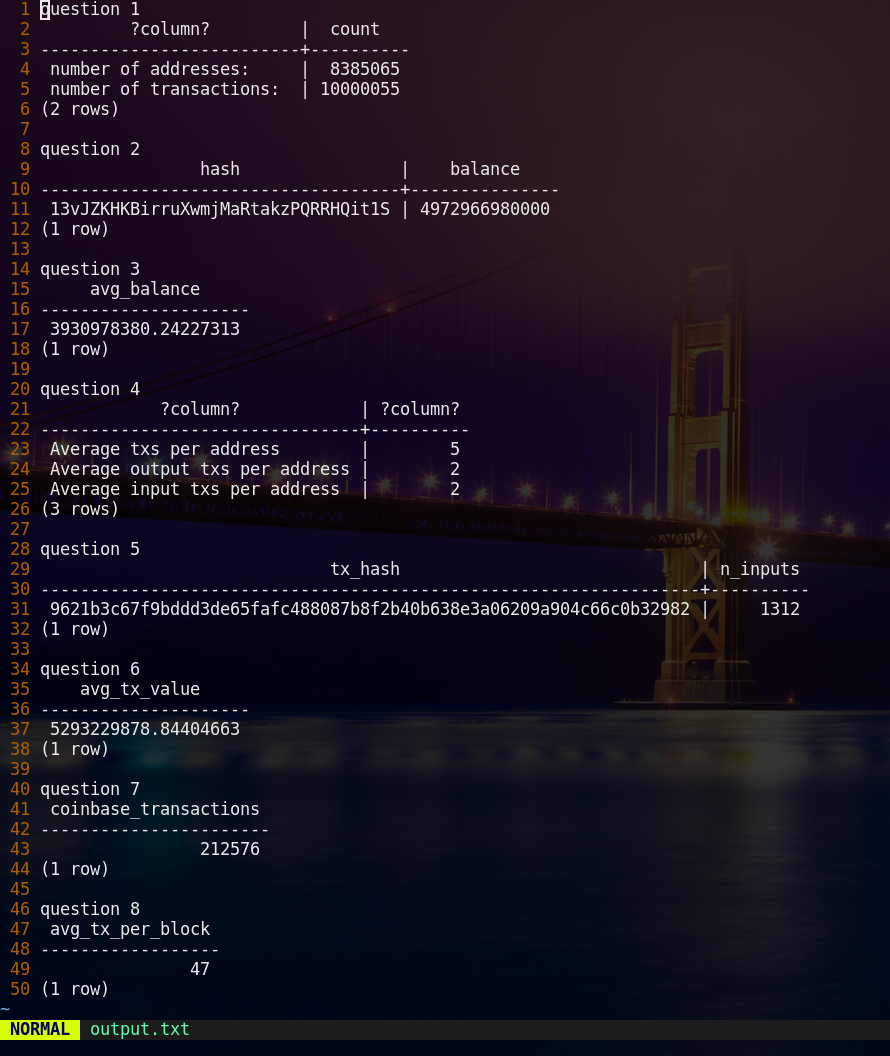 1 question 1
2          ?column?         |  count
3 --------------------------+----------
4  number of addresses:     |  8385065
5  number of transactions:  | 10000055
6 (2 rows)
7
8 question 2
9                 hash                |    balance
10 ------------------------------------+---------------
11  13vJZKHKBirruXwmjMaRtakzPQRRHQit1S | 4972966980000
12 (1 row)
13
14 question 3
15      avg_balance
16 ---------------------
17  3930978380.24227313
18 (1 row)
19
20 question 4
21             ?column?            | ?column?
22 --------------------------------+----------
23  Average txs per address        |        5
24  Average output txs per address |        2
25  Average input txs per address  |        2
26 (3 rows)
27
28 question 5
29                              tx_hash                              | n_inputs
30 ------------------------------------------------------------------+----------
31  9621b3c67f9bddd3de65fafc488087b8f2b40b638e3a06209a904c66c0b32982 |     1312
32 (1 row)
33
34 question 6
35     avg_tx_value
36 ---------------------
37  5293229878.84404663
38 (1 row)
39
40 question 7
41  coinbase_transactions
42 -----------------------
43                 212576
44 (1 row)
45
46 question 8
47  avg_tx_per_block
48 ------------------
49                47
50 (1 row)
~
NORMAL output.txt